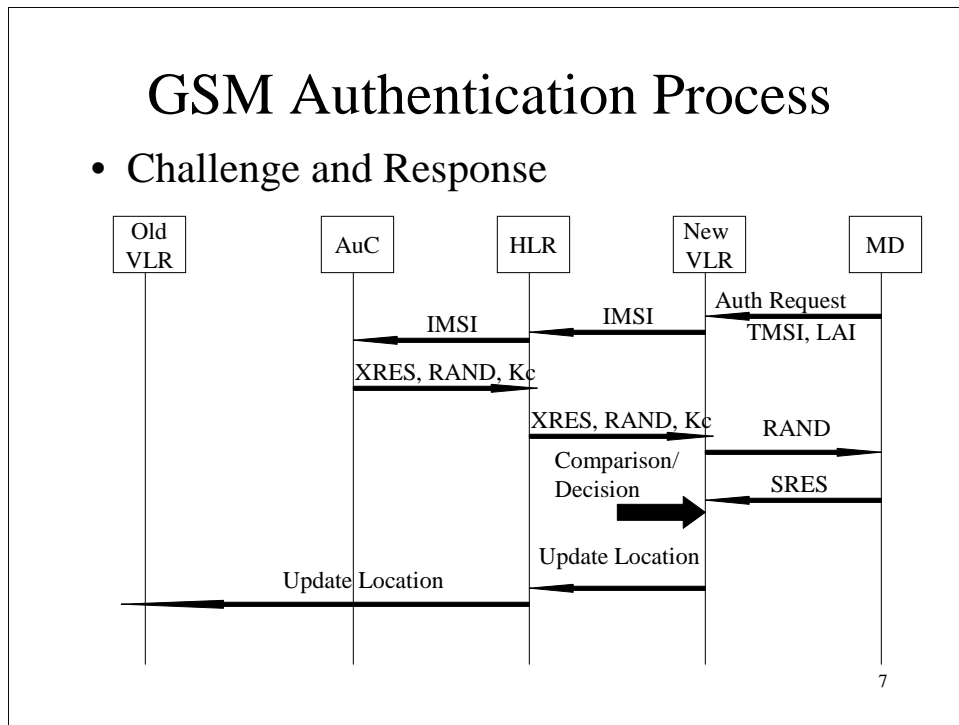 GSM Authentication Process
• Challenge and Response
Old
VLR
AuC
HLR
New
VLR
MD
Auth Request
IMSI
IMSI
TMSI, LAI
XRES, RAND, Kc
XRES, RAND, Kc
RAND
Comparison/
Decision
SRES
Update Location
Update Location
7